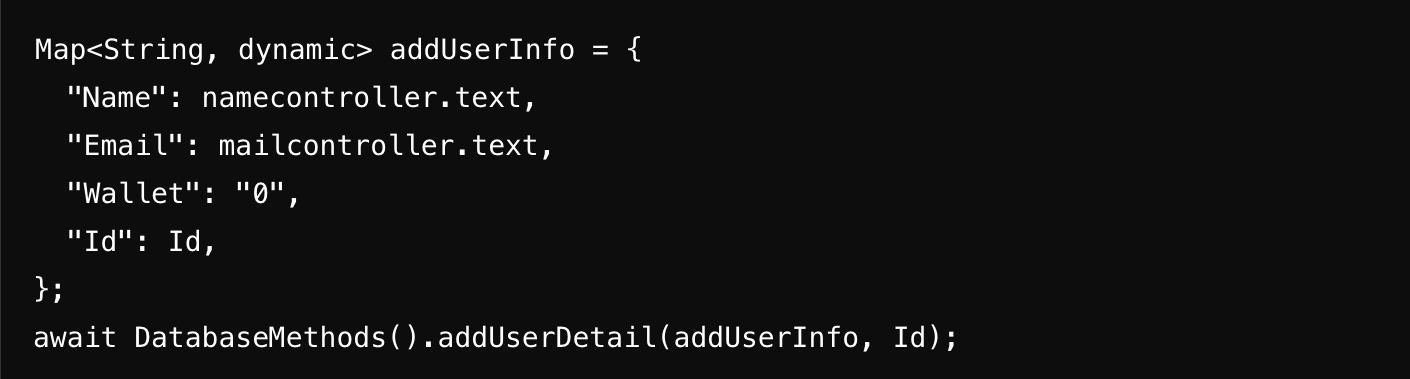 Map<String, dynamic> addUserInfo = {
  "Name": namecontroller.text,
  "Email": mailcontroller.text,
  "Wallet": "0",
  "Id": Id,
};
await DatabaseMethods().addUserDetail(addUserInfo, Id);